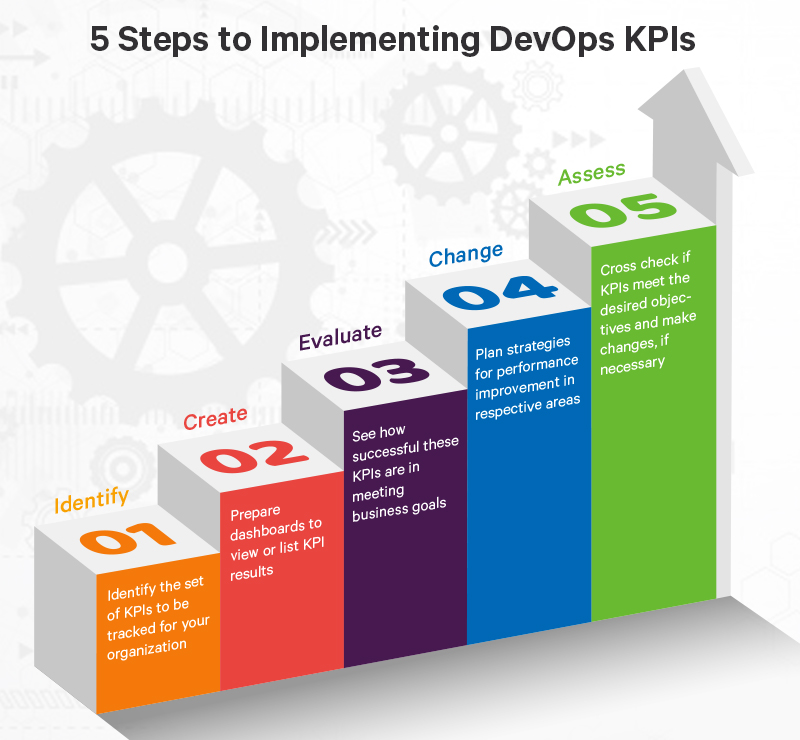 5 Steps to Implementing DevOps KPIs
Identify
01
Identify the set
of KPIs to be
tracked for your
organization
Create
02
Prepare
dashboards to
view or list KPI
results
Evaluate
03
See how
successful these
KPIs are in
meeting
business goals
Change
04
Plan strategies
for performance
improvement in
respective areas
Assess
05
Cross check if
KPIs meet the
desired objec-
tives and make
changes, if
necessary